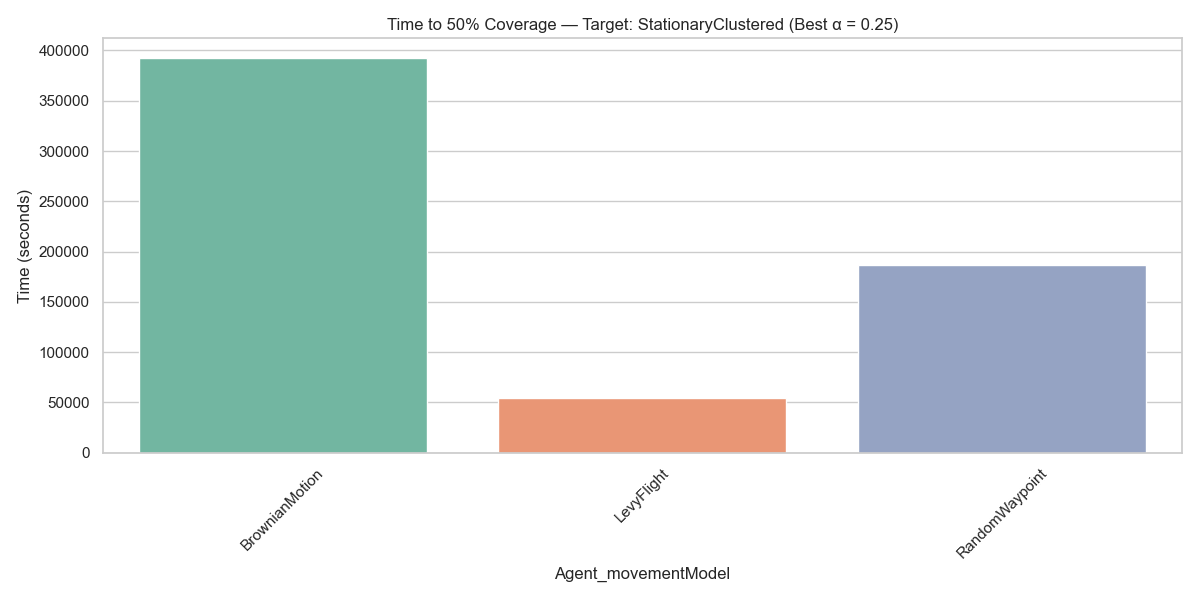 Time to 50% Coverage — Target: StationaryClustered (Best α = 0.25)
400000
350000
300000
250000
200000
150000
100000
50000
0
Time (seconds)
BrownianMotion
LevyFlight
RandomWaypoint
Agent_movementModel